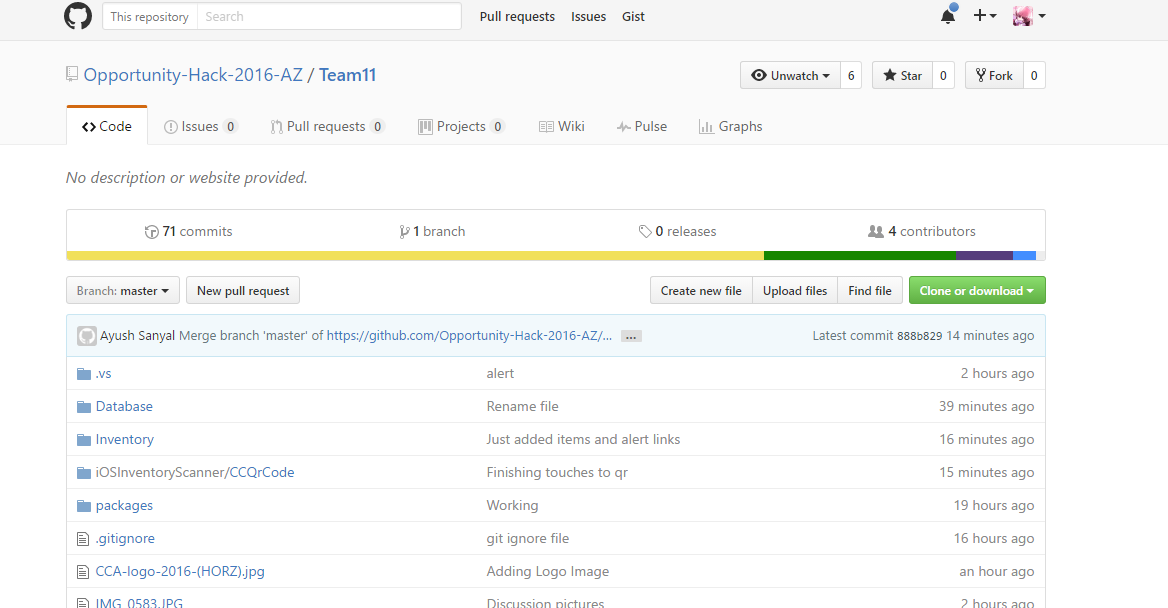 This repository Search Pull requests Issues Gist
Opportunity-Hack-2016-AZ / Team11 Unwatch 6 Star 0 Fork 0
Code Issues 0 Pull requests 0 Projects 0 Wiki Pulse Graphs
No description or website provided.
71 commits 1 branch 0 releases 4 contributors
Branch: master New pull request Create new file Upload files Find file Clone or download
Ayush Sanyal Merge branch 'master' of https://github.com/Opportunity-Hack-2016-AZ/... ... Latest commit 888b829 14 minutes ago
.vs alert 2 hours ago
Database Rename file 39 minutes ago
Inventory Just added items and alert links 16 minutes ago
iOSInventoryScanner/CCQrCode Finishing touches to qr 15 minutes ago
packages Working 19 hours ago
.gitignore git ignore file 16 hours ago
CCA-logo-2016-(HORZ).jpg Adding Logo Image an hour ago
IMG_0583.JPG Discussion pictures 2 hours ago